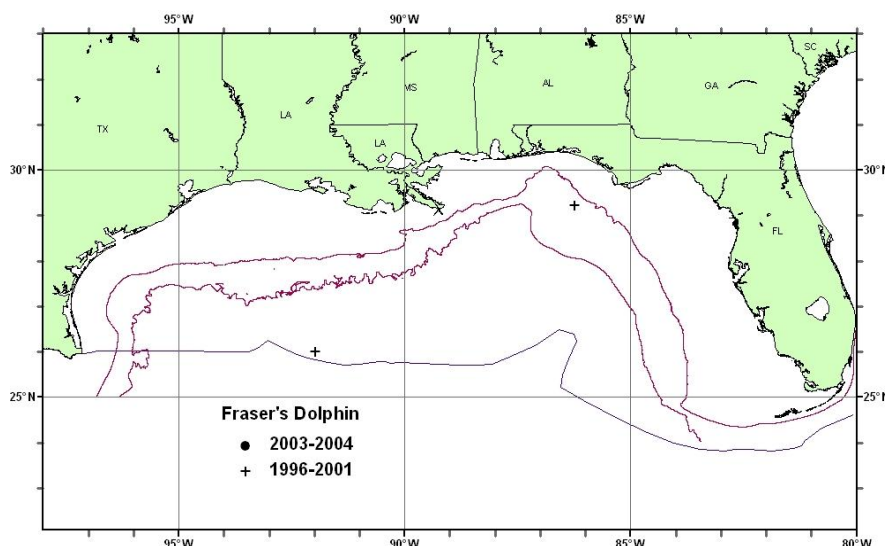 95°W 90°W 85°W
SC
MS AL GA
LA
TX
LA
30°N 30°N
FL
25°N 25°N
Fraser's Dolphin
2003-2004
1996-2001
95°W 90°W 85°W 80°W